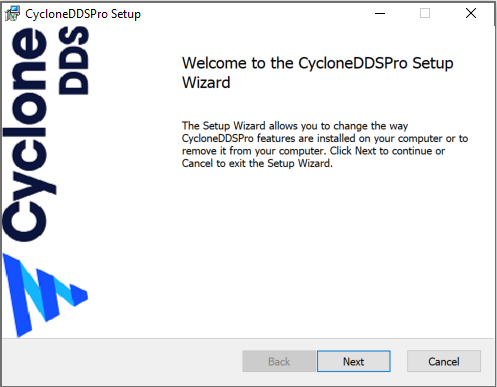 CycloneDDSPro Setup
Cyclone
DDS
Welcome to the CycloneDDSPro Setup
Wizard
The Setup Wizard allows you to change the way
CycloneDDSPro features are installed on your computer or to
remove it from your computer. Click Next to continue or
Cancel to exit the Setup Wizard.
Back
Next
Cancel